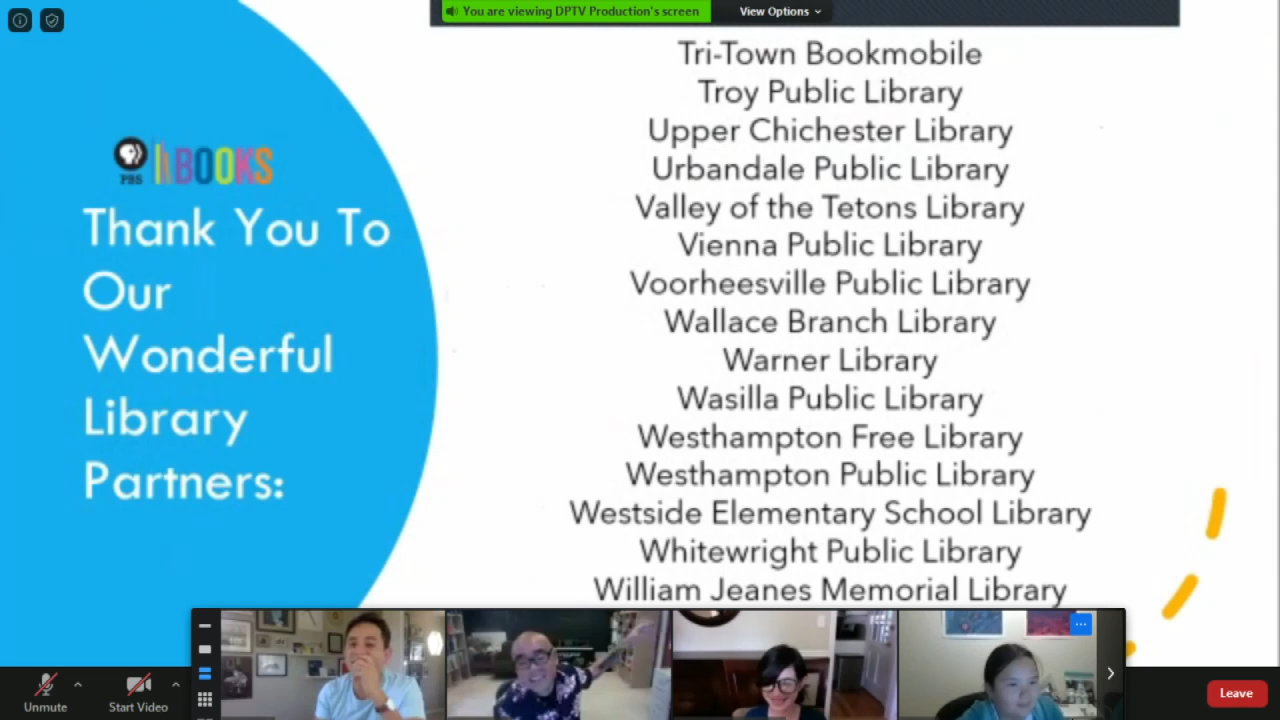 You are viewing DPTV Production's screen
View Options
Tri-Town Bookmobile
Troy Public Library
Upper Chichester Library
Urbandale Public Library
Valley of the Tetons Library
Vienna Public Library
Voorheesville Public Library
Wallace Branch Library
Warner Library
Wasilla Public Library
Westhampton Free Library
Westhampton Public Library
Westside Elementary School Library
Whitewright Public Library
William Jeanes Memorial Library
PBS BOOKS
Thank You To
Our
Wonderful
Library
Partners:
Unmute
Start Video
Leave